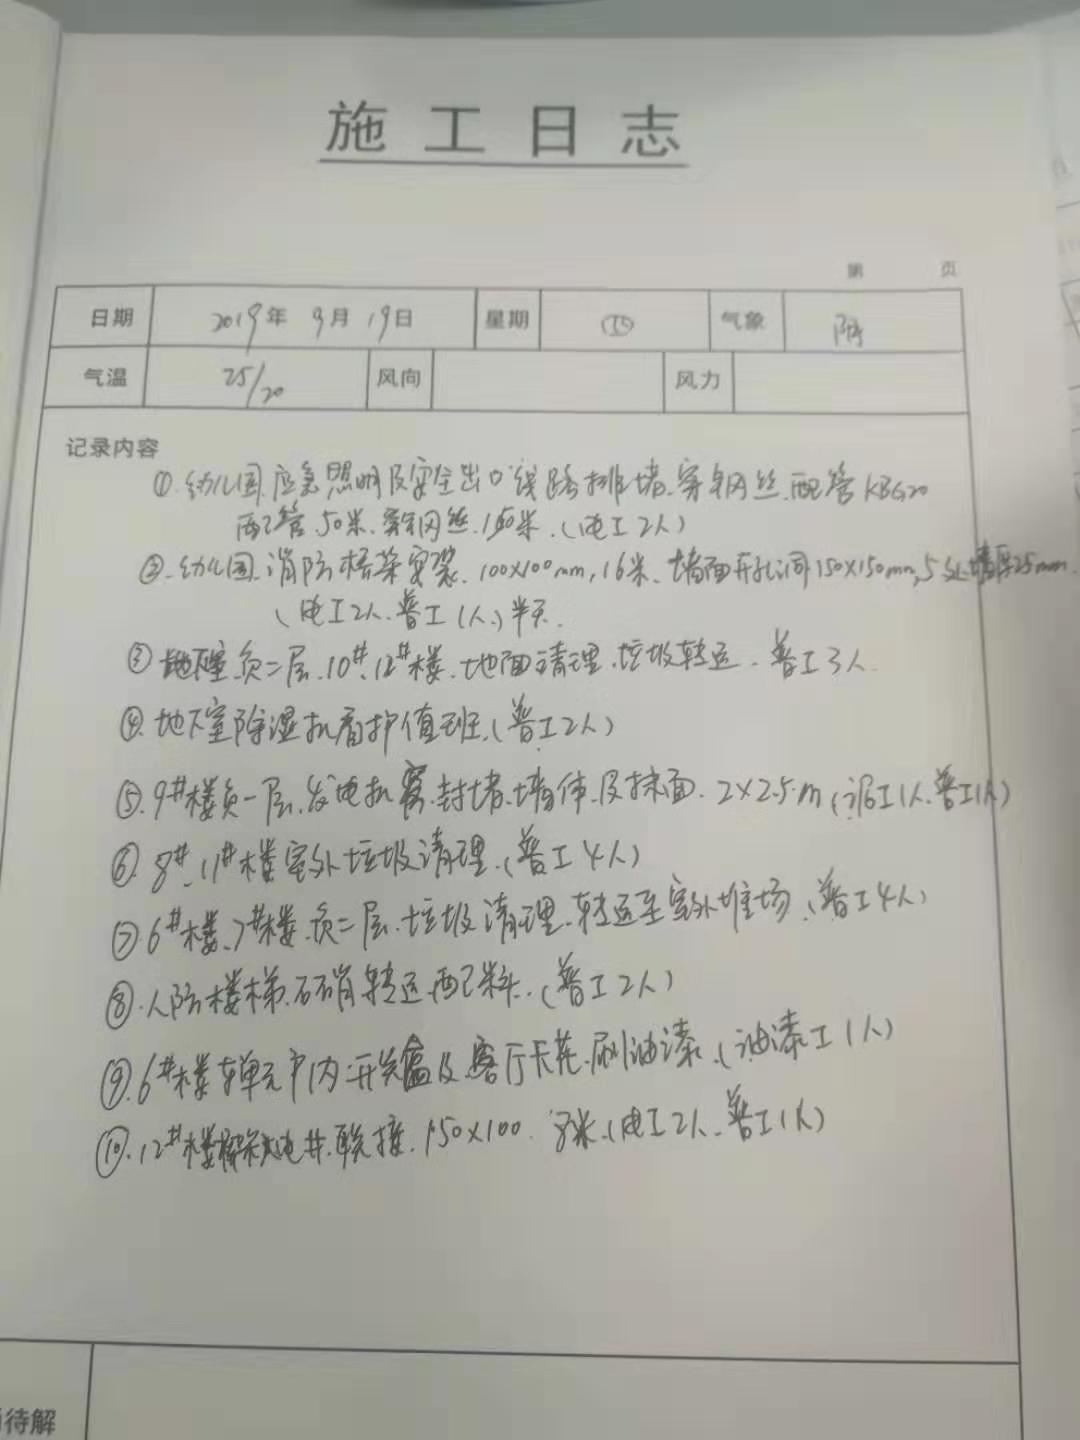 施工日志
第 页
日期 2019年 9月 19日 星期 四 气象 阴
气温 25/20 风向 风力
记录内容
①.幼儿园.应急照明及安全出口线路排堵.穿钢丝.配管KBG20
配管.50米.穿钢丝.150米.(电工2人)
②.幼儿园.消防桥架安装.100×100mm,16米.墙面开孔洞150×150mm,5处墙厚25mm.
(电工2人.普工1人.)半天.
③地下室.负二层.10#.12#楼.地面清理.垃圾转运.普工3人.
④.地下室除湿机看护值班.(普工2人)
⑤.9#楼负一层.发电机房.封堵.墙体.及抹面.2×2.5m(泥工1人.普工1人)
⑥.8#、11#楼室外垃圾清理.(普工4人)
⑦.6#楼、7#楼.负二层.垃圾清理.转运至室外堆场.(普工4人)
⑧.人防楼梯.石硝转运.配料.(普工2人)
⑨.6#楼 单元户内.开关盒及.客厅 .刷油漆.(油漆工1人)
⑩.12#楼 电井.联接.150×100. 8米.(电工2人.普工1人)
待解